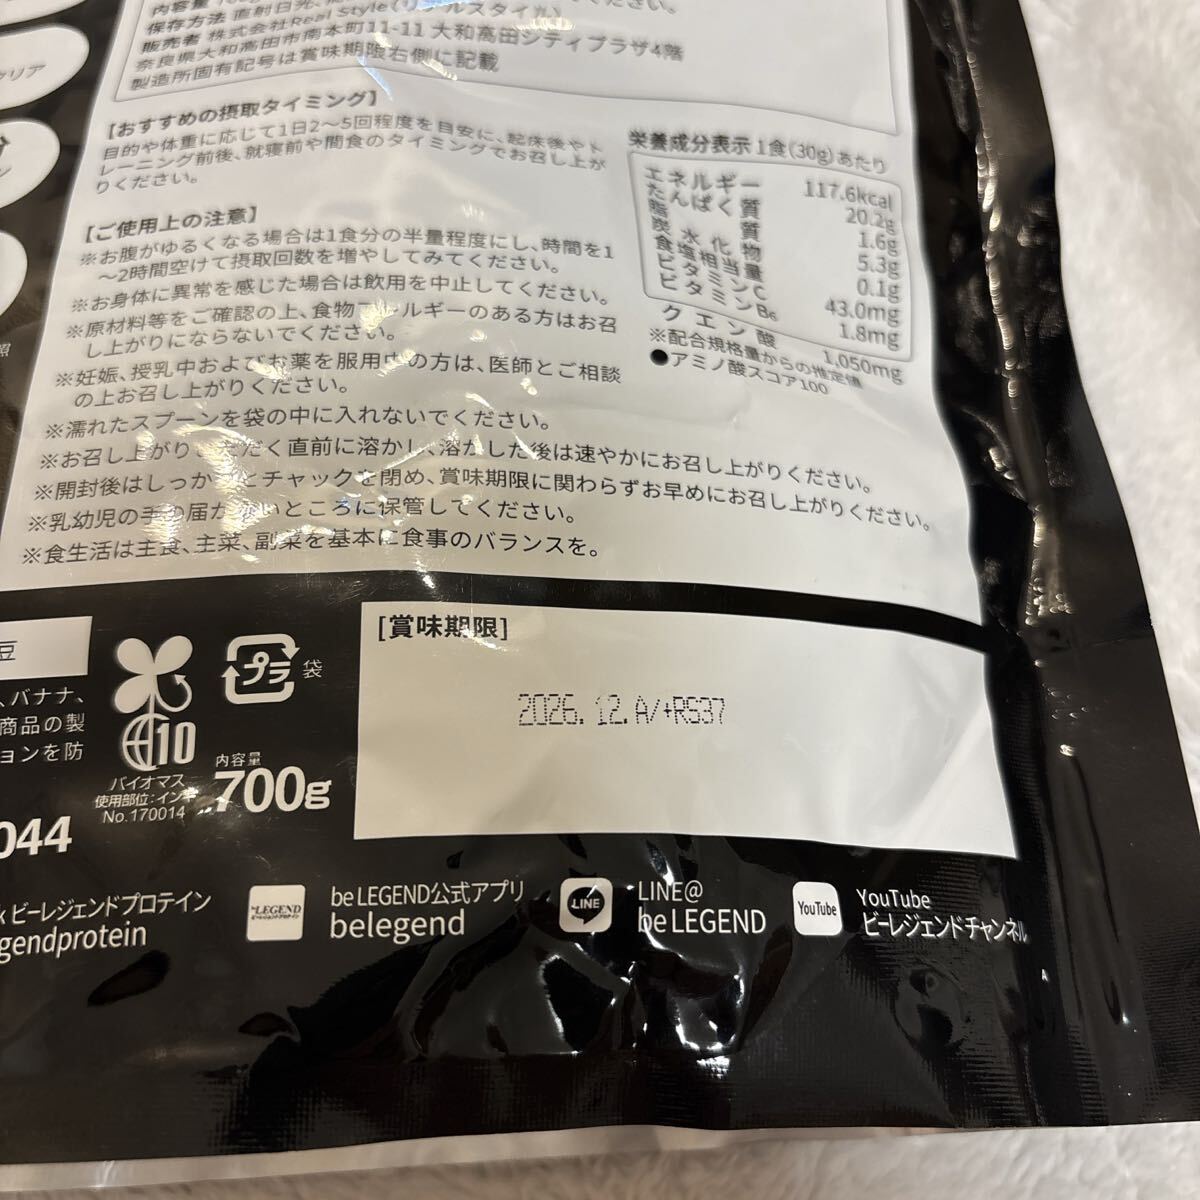 クリア
保存方法 直射日光、
販売者 株式会社Real Style(リアルスタイル)
奈良県大和高田市南本町11-11 大和高田シティプラザ4階
製造所固有記号は賞味期限右側に記載
【おすすめの摂取タイミング】
目的や体重に応じて1日2〜5回程度を目安に、起床後やト
レーニング前後、就寝前や間食のタイミングでお召し上が
りください。
【ご使用上の注意】
※お腹がゆるくなる場合は1食分の半量程度にし、時間を1
〜2時間空けて摂取回数を増やしてみてください。
※お身体に異常を感じた場合は飲用を中止してください。
※原材料等をご確認の上、食物アレルギーのある方はお召
し上がりにならないでください。
※妊娠、授乳中およびお薬を服用中の方は、医師とご相談
の上お召し上がりください。
※濡れたスプーンを袋の中に入れないでください。
※お召し上がりいただく直前に溶かし、溶かした後は速やかにお召し上がりください。
※開封後はしっかりとチャックを閉め、賞味期限に関わらずお早めにお召し上がりください。
※乳幼児の手の届かないところに保管してください。
※食生活は主食、主菜、副菜を基本に食事のバランスを。
栄養成分表示 1食(30g)あたり
エネルギー 117.6kcal
たんぱく質 20.2g
脂質 1.6g
炭水化物 5.3g
食塩相当量 0.1g
ビタミンC 43.0mg
ビタミンB6 1.8mg
クエン酸 1,050mg
※配合規格量からの推定値
●アミノ酸スコア100
照
豆
、バナナ、
商品の製
ョンを防
044
10
バイオマス
使用部位:インキ
No.170014
プラ 袋
内容量
700g
[賞味期限]
2026.12.A/+RS37
k ビーレジェンドプロテイン
gendprotein
be LEGEND
ビーレジェンドプロテイン
be LEGEND公式アプリ
belegend
LINE
LINE@
be LEGEND
YouTube
YouTube
ビーレジェンドチャンネル